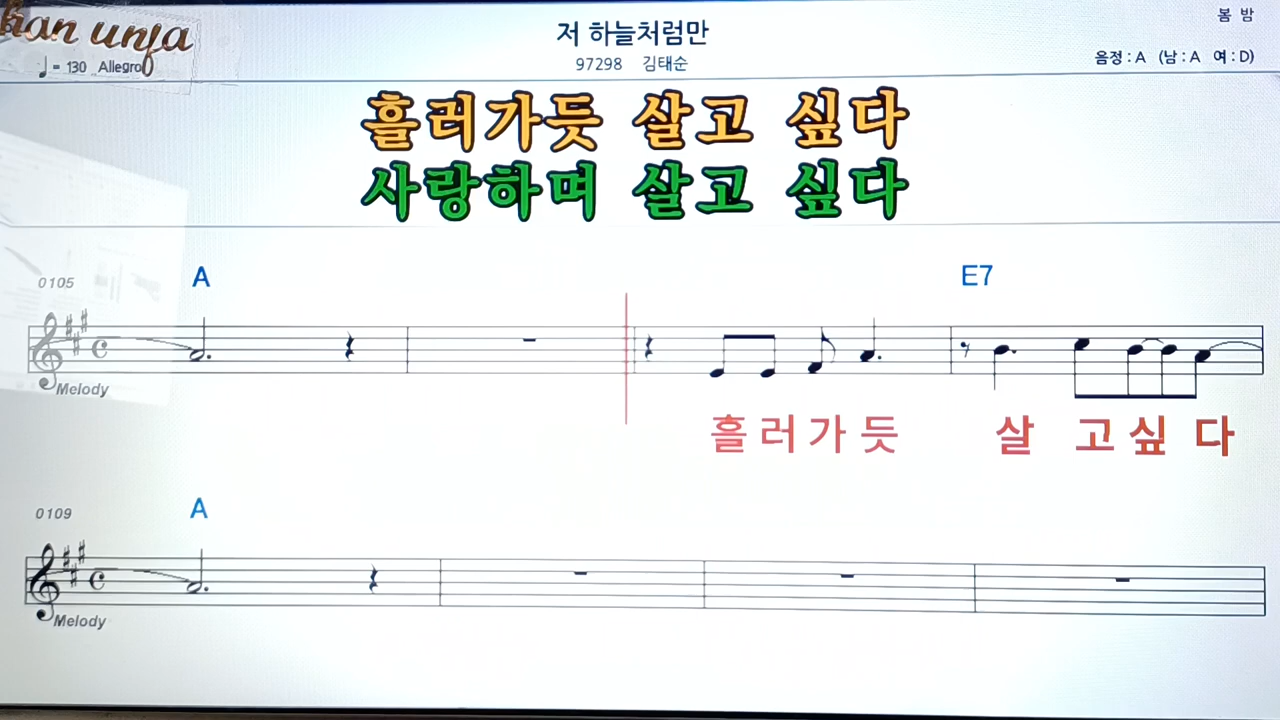 봄 밤
저 하늘처럼만
♩= 130 Allegro
97298 김태순
음정 : A (남 : A 여 : D)
흘러가듯 살고 싶다
사랑하며 살고 싶다
0105
A
E7
Melody
흘러가듯 살고싶다
0109
A
Melody